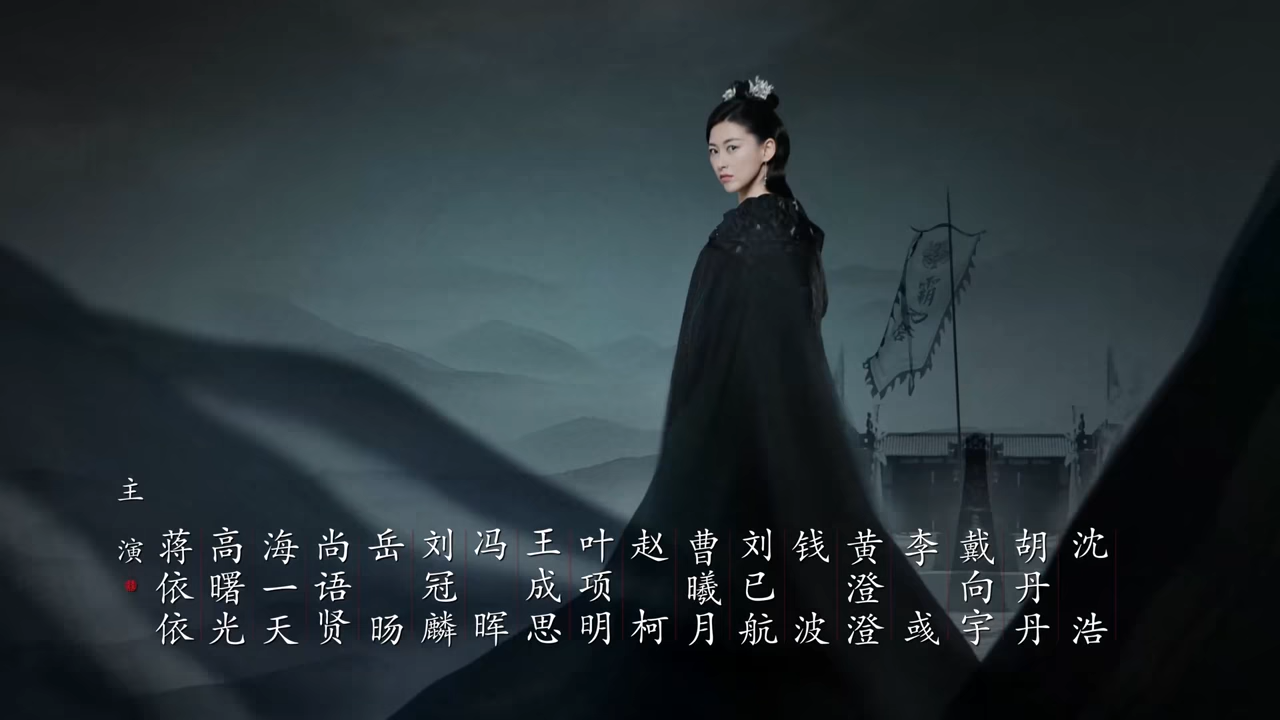 主演
蒋依依
高曙光
海一天
尚语贤
岳旸
刘冠麟
冯晖
王成思
叶项明
赵柯
曹曦月
刘已航
钱波
黄澄澄
李彧
戴向宇
胡丹丹
沈浩
霸